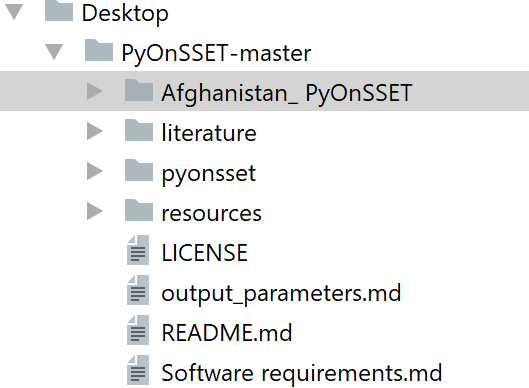 Desktop
PyOnSSET-master
Afghanistan_ PyOnSSET
literature
pyonsset
resources
LICENSE
output_parameters.md
README.md
Software requirements.md